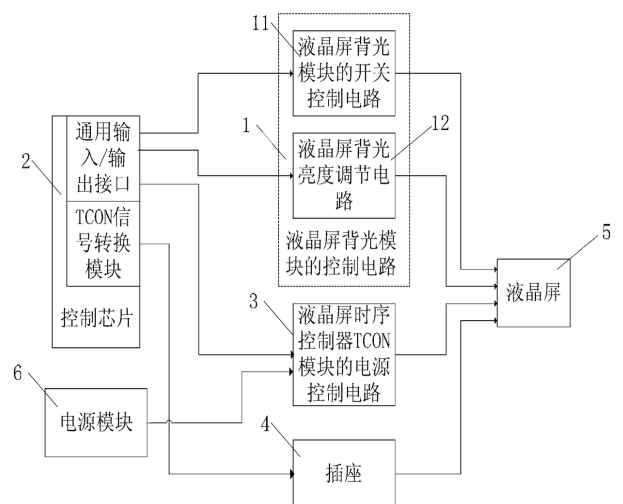 11
液晶屏背光
模块的开关
控制电路
1
12
液晶屏背光
亮度调节电
路
液晶屏背光模
块的控制电路
2
通用输
入/输
出接口
TCON信
号转换
模块
控制芯片
3
液晶屏时序
控制器TCON
模块的电源
控制电路
5
液晶屏
6
电源模块
4
插座